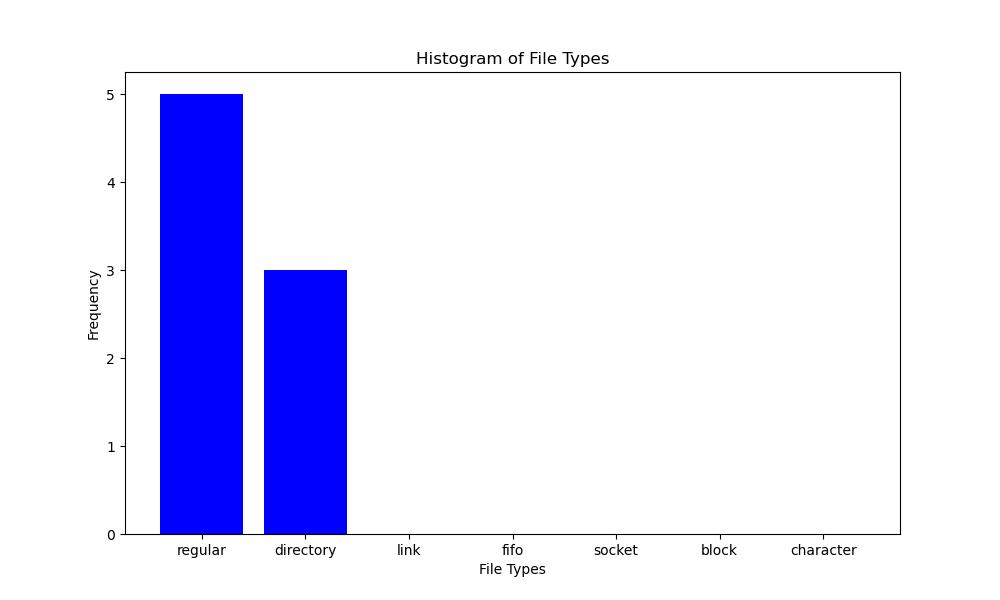 Histogram of File Types
5
4
3
2
1
0
Frequency
regular directory link fifo socket block character
File Types